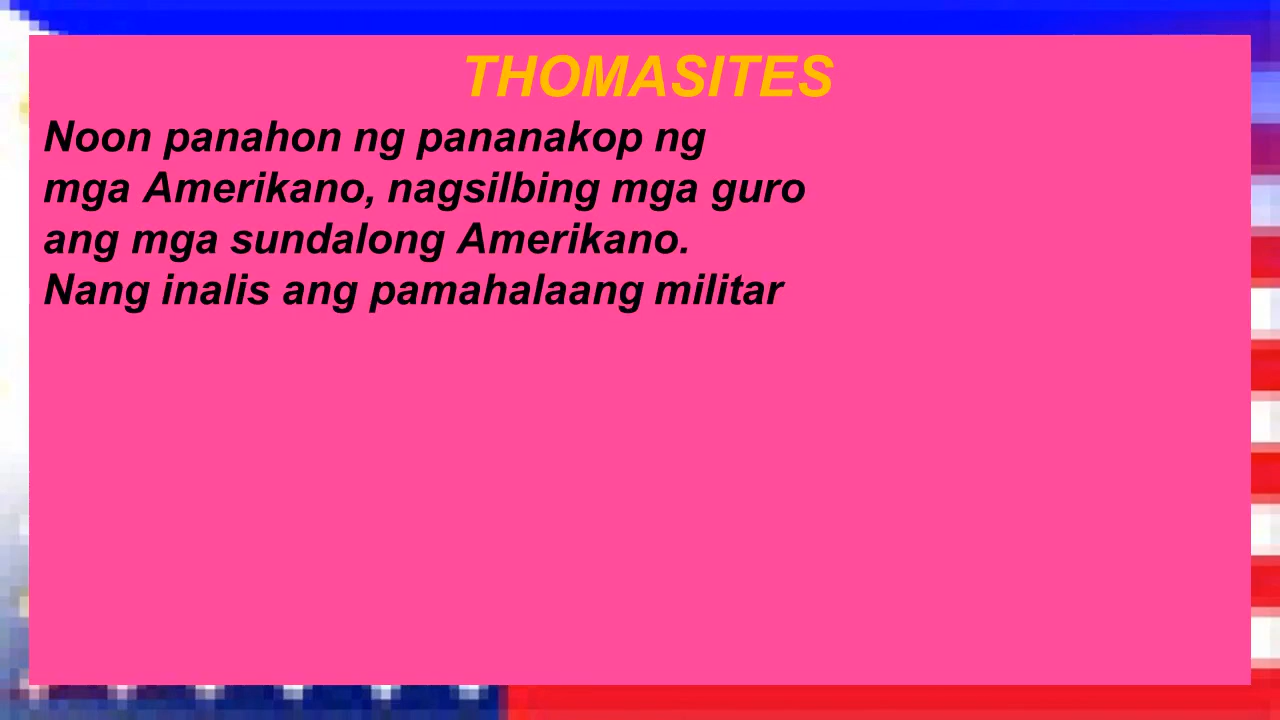 THOMASITES
Noon panahon ng pananakop ng
mga Amerikano, nagsilbing mga guro
ang mga sundalong Amerikano.
Nang inalis ang pamahalaang militar